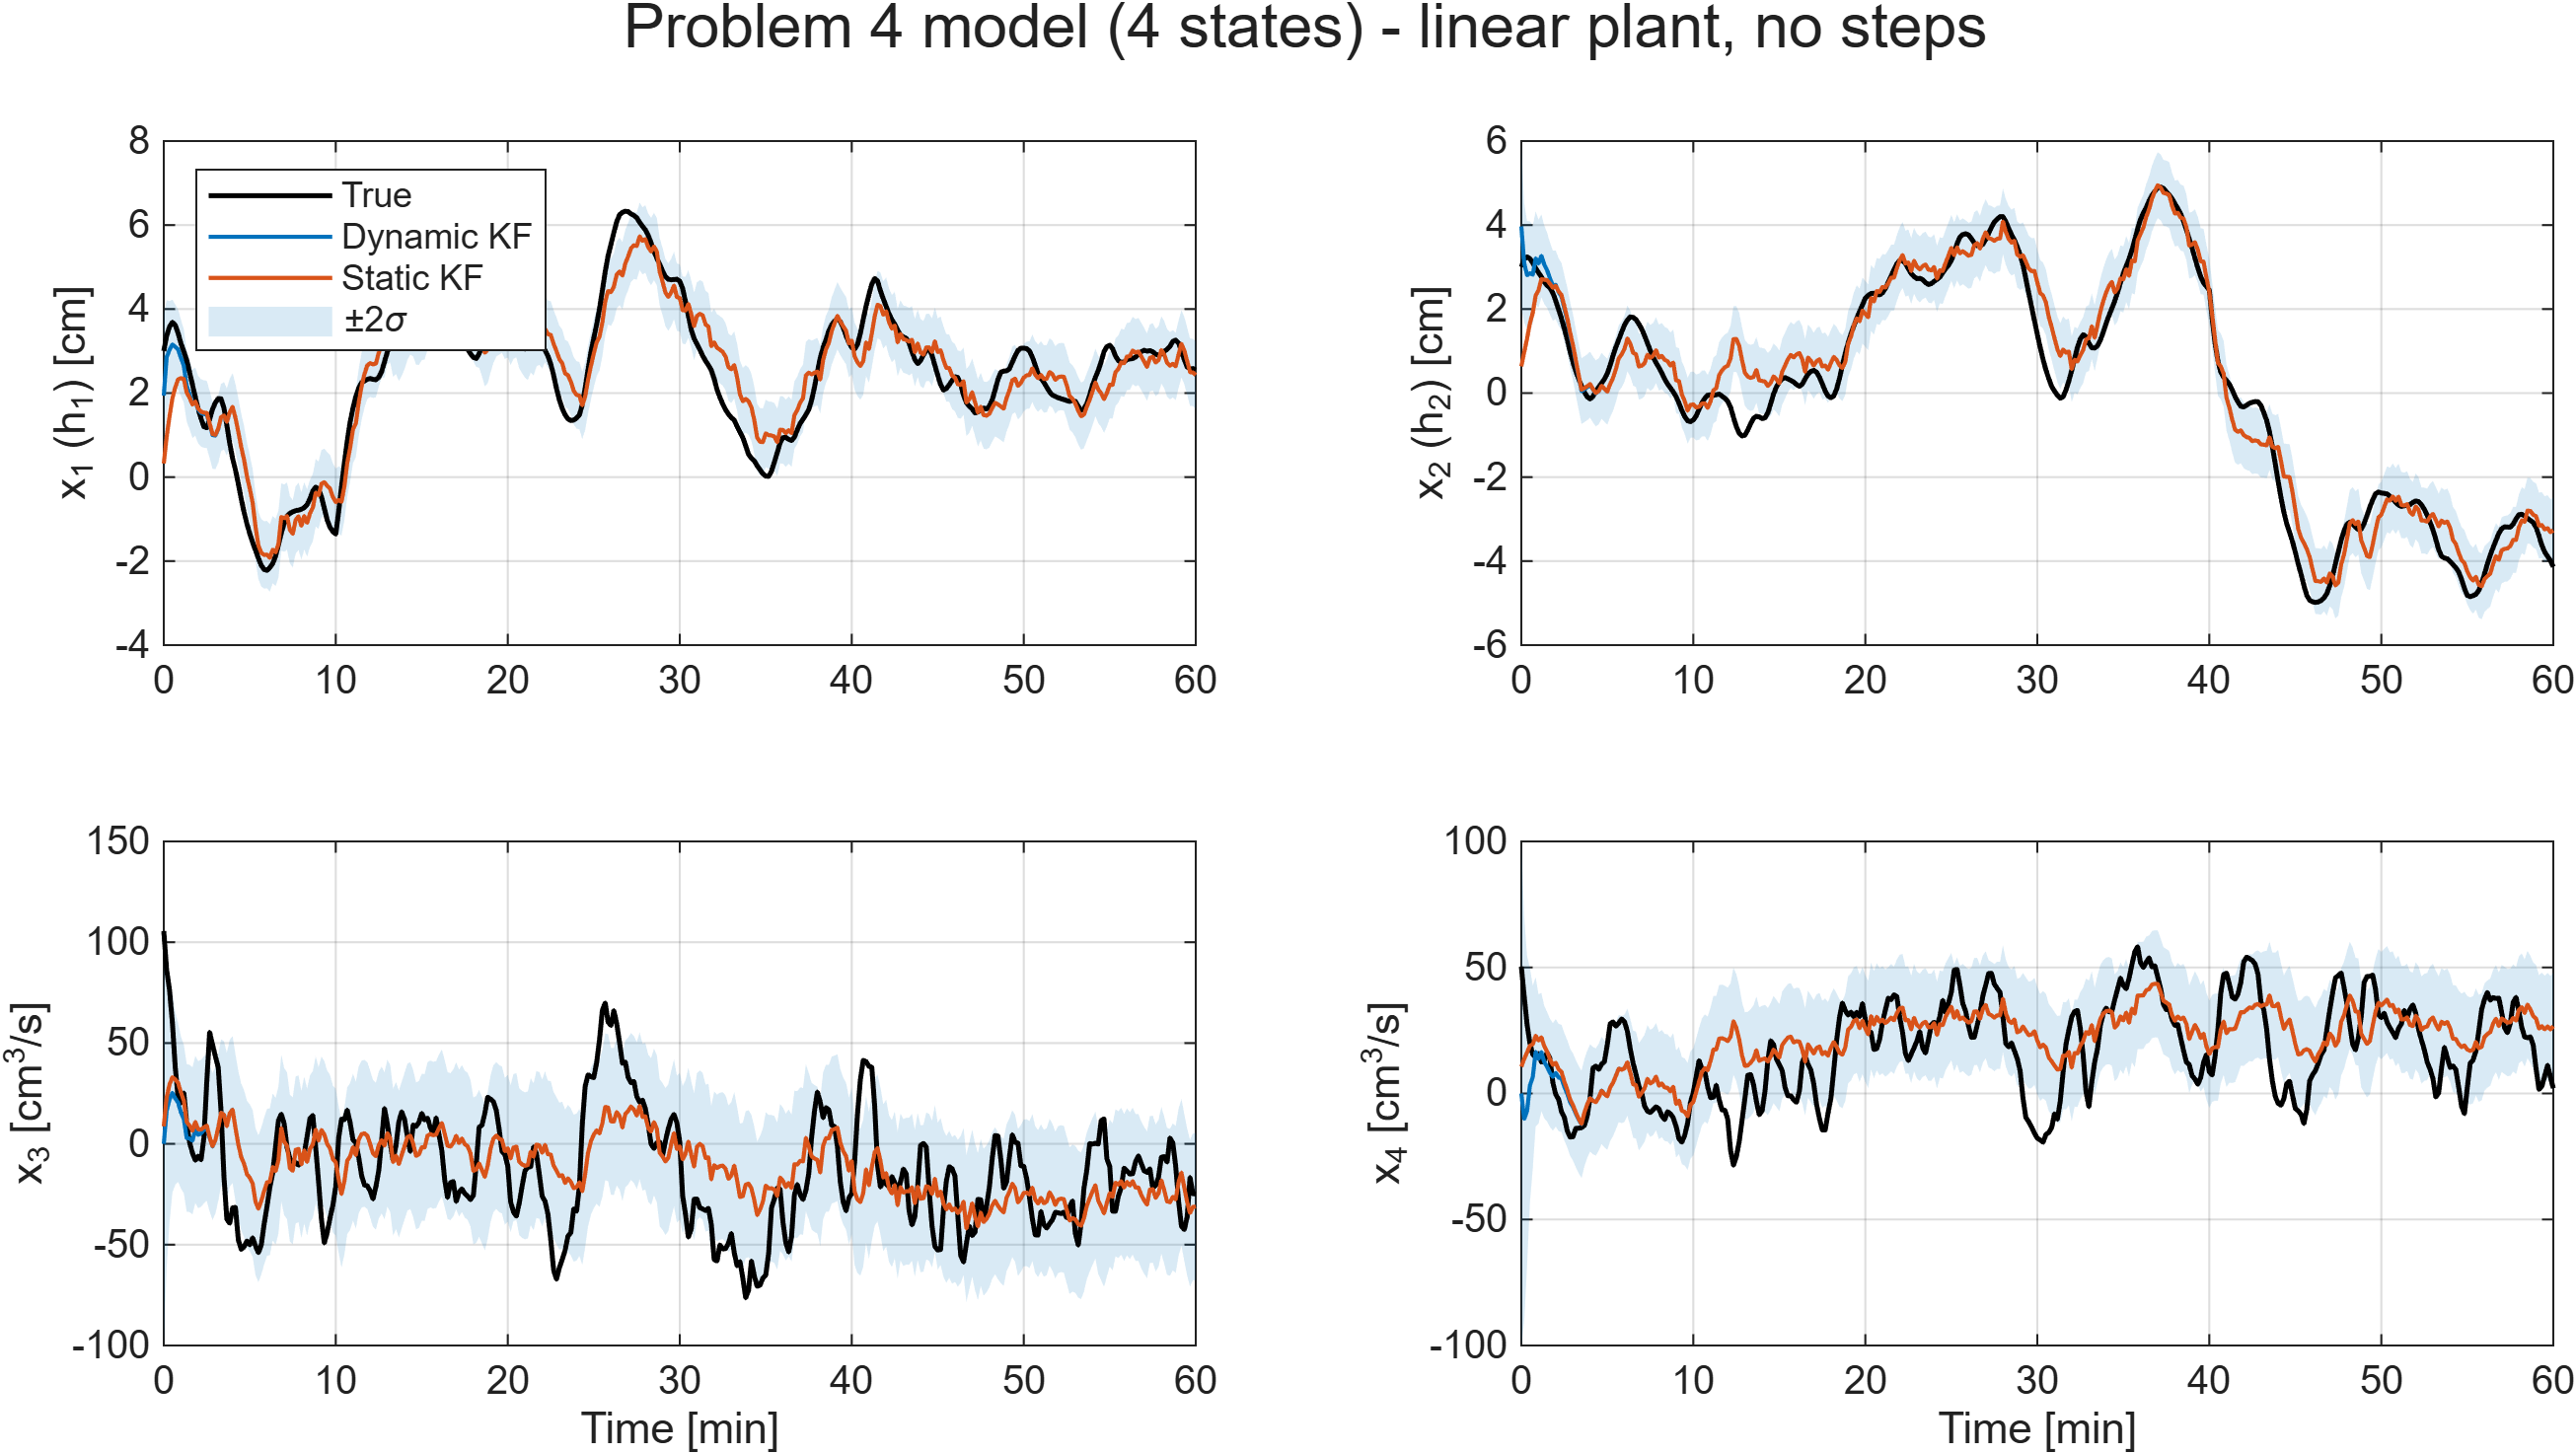 Problem 4 model (4 states) - linear plant, no steps
x₁ (h₁) [cm]
8
6
4
2
0
-2
-4
True
Dynamic KF
Static KF
±2σ
0 10 20 30 40 50 60
x₂ (h₂) [cm]
6
4
2
0
-2
-4
-6
0 10 20 30 40 50 60
x₃ [cm³/s]
150
100
50
0
-50
-100
0 10 20 30 40 50 60
Time [min]
x₄ [cm³/s]
100
50
0
-50
-100
0 10 20 30 40 50 60
Time [min]